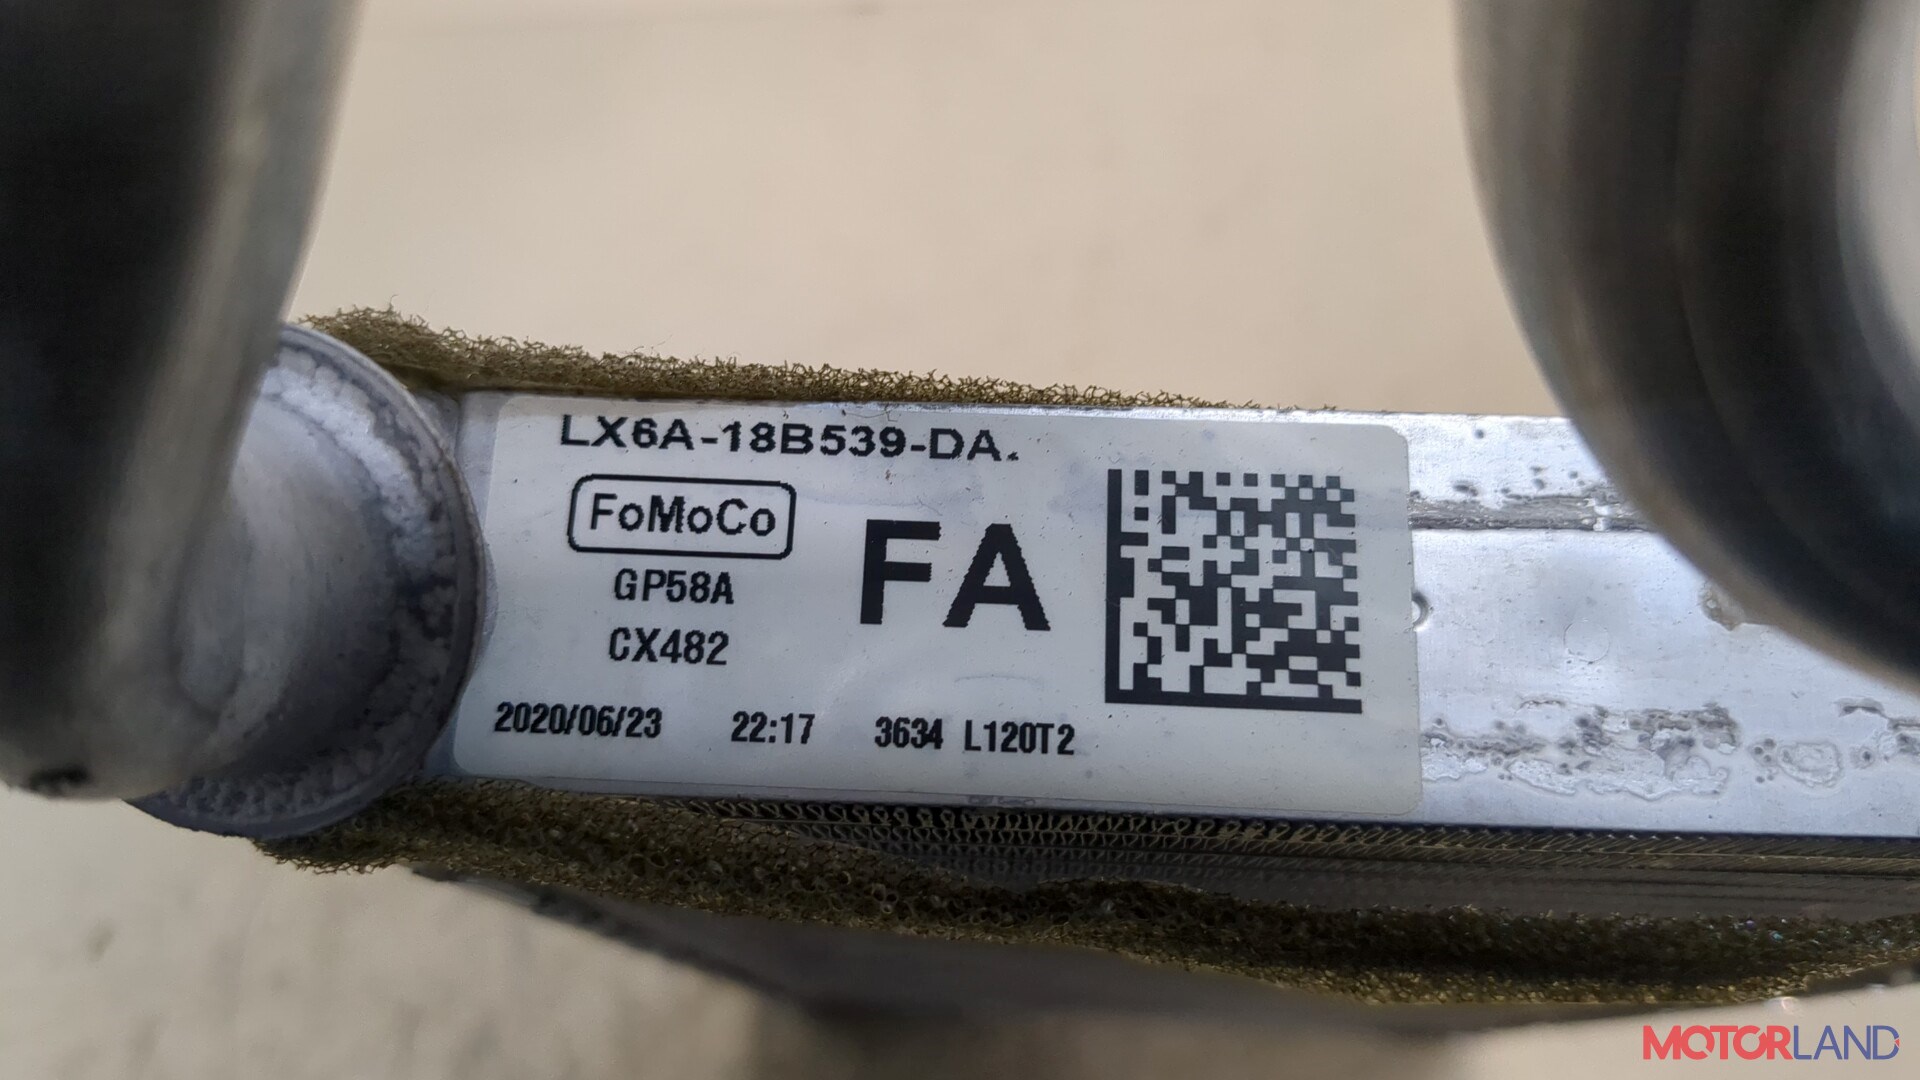 LX6A-18B539-DA.
FoMoCo
FA
GP58A
CX482
2020/06/23 22:17 3634 L120T2
MOTORLAND